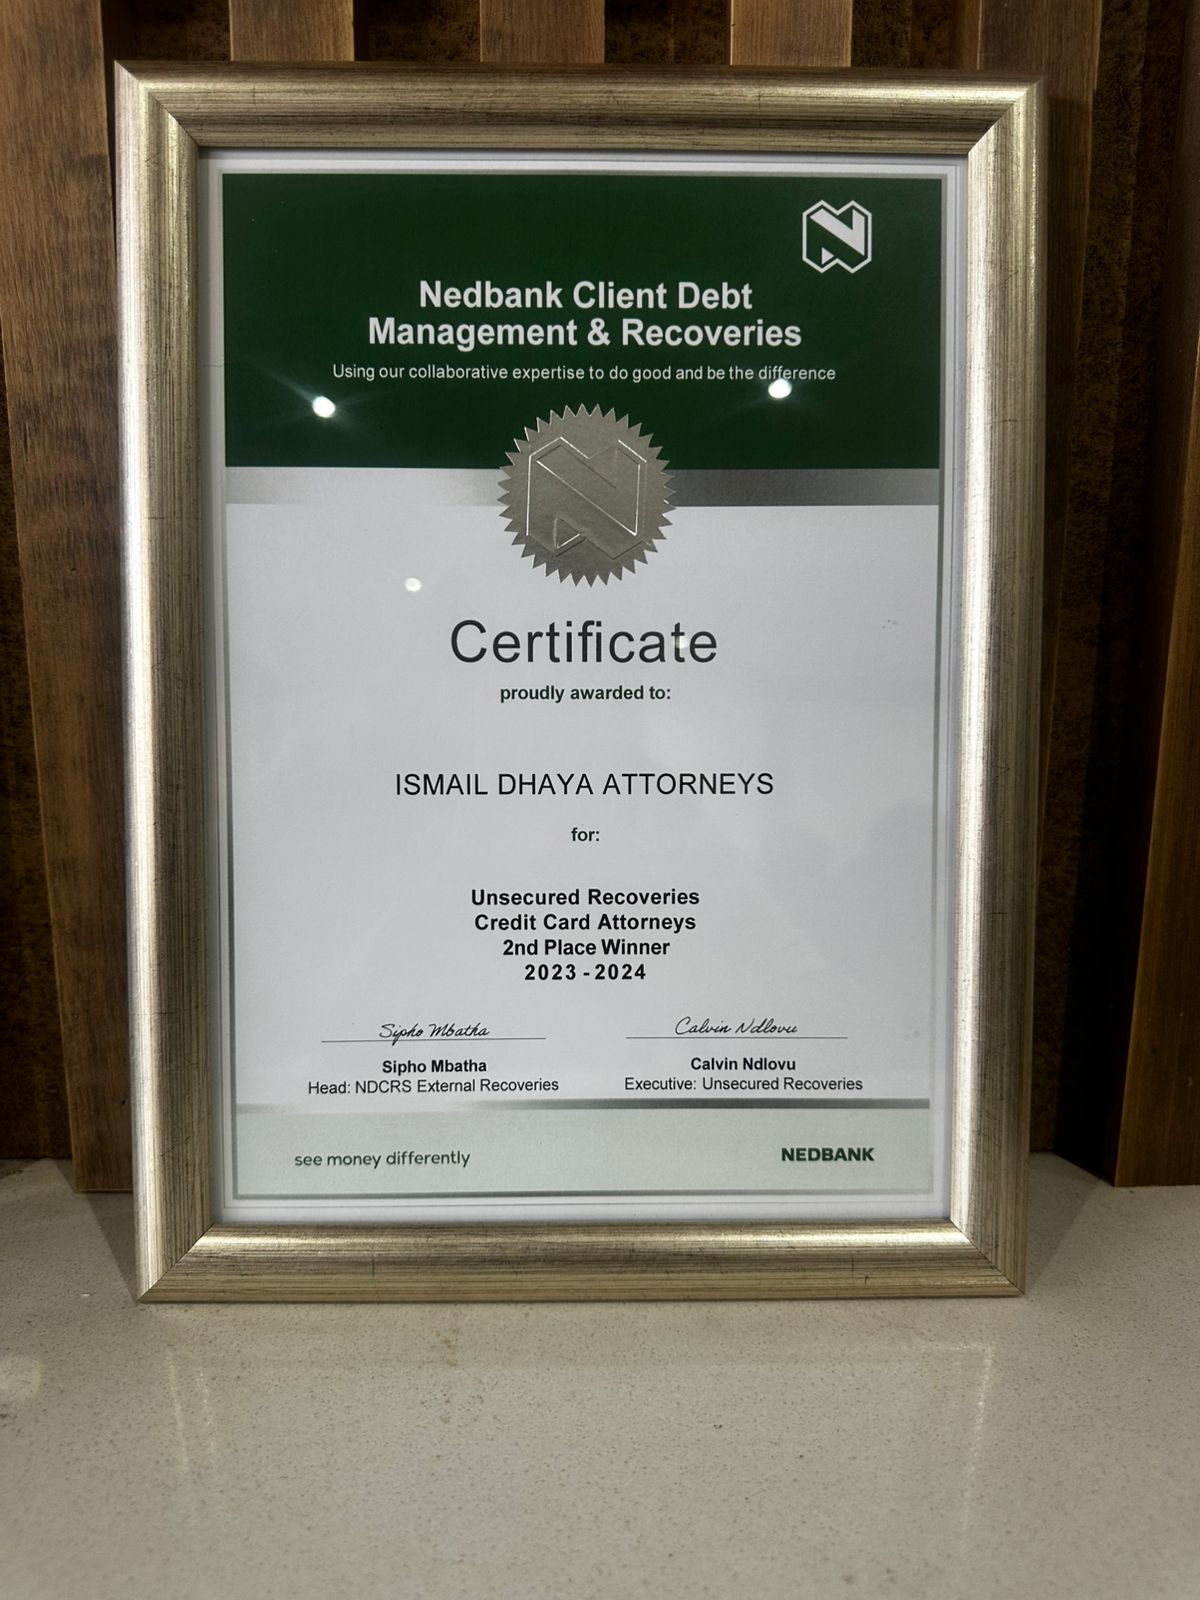 Nedbank Client Debt
Management & Recoveries
Using our collaborative expertise to do good and be the difference
Certificate
proudly awarded to:
ISMAIL DHAYA ATTORNEYS
for:
Unsecured Recoveries
Credit Card Attorneys
2nd Place Winner
2023 - 2024
Sipho Mbatha
Calvin Ndlovu
Sipho Mbatha
Calvin Ndlovu
Head: NDCRS External Recoveries
Executive: Unsecured Recoveries
see money differently
NEDBANK